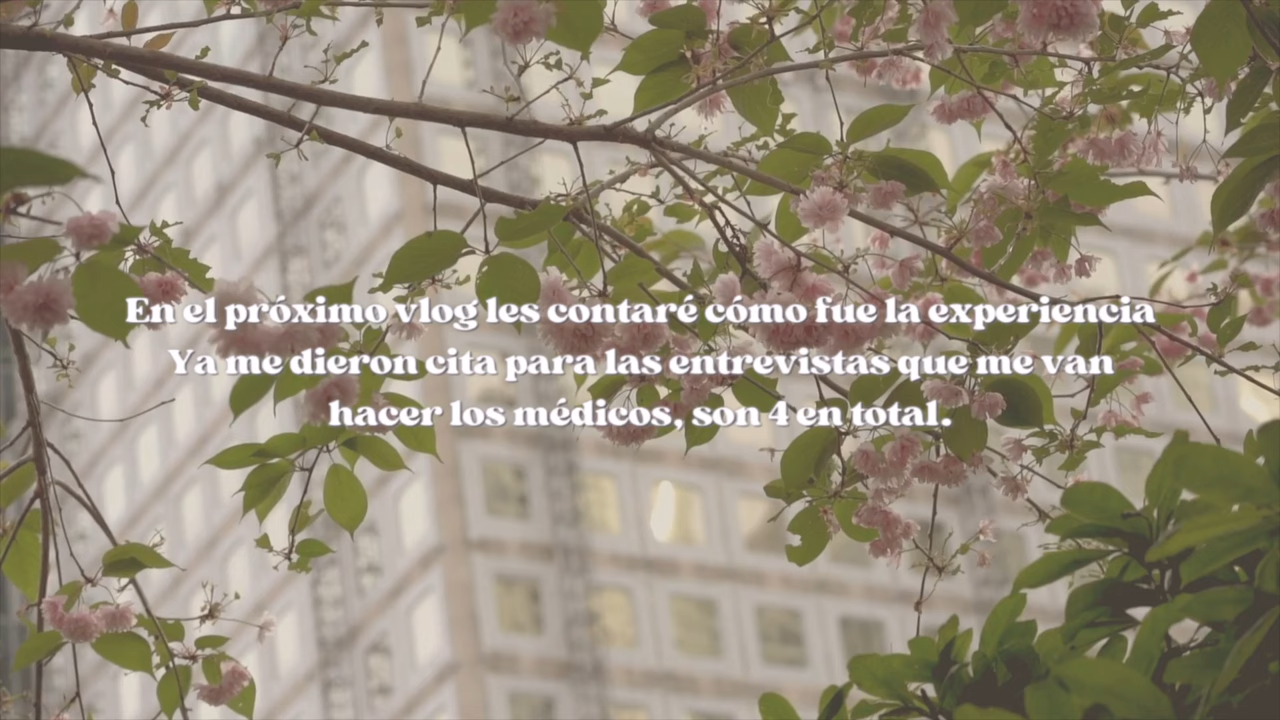 En el próximo vlog les contaré cómo fue la experiencia
Ya me dieron cita para las entrevistas que me van
hacer los médicos, son 4 en total.